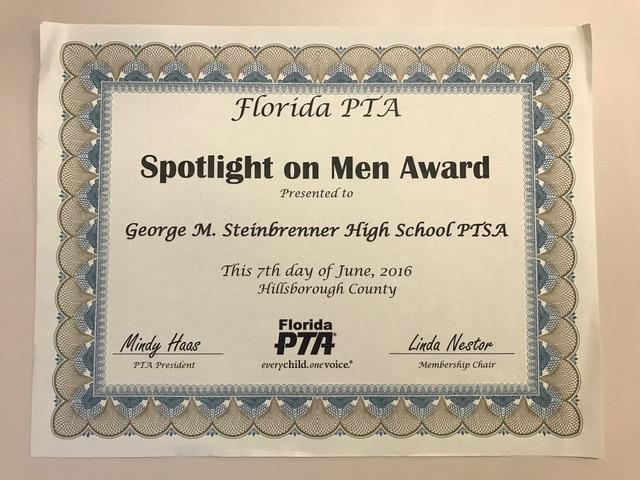 Florida PTA
Spotlight on Men Award
Presented to
George M. Steinbrenner High School PTSA
This 7th day of June, 2016
Hillsborough County
Mindy Haas
PTA President
Florida
PTA®
everychild.onevoice.®
Linda Nestor
Membership Chair